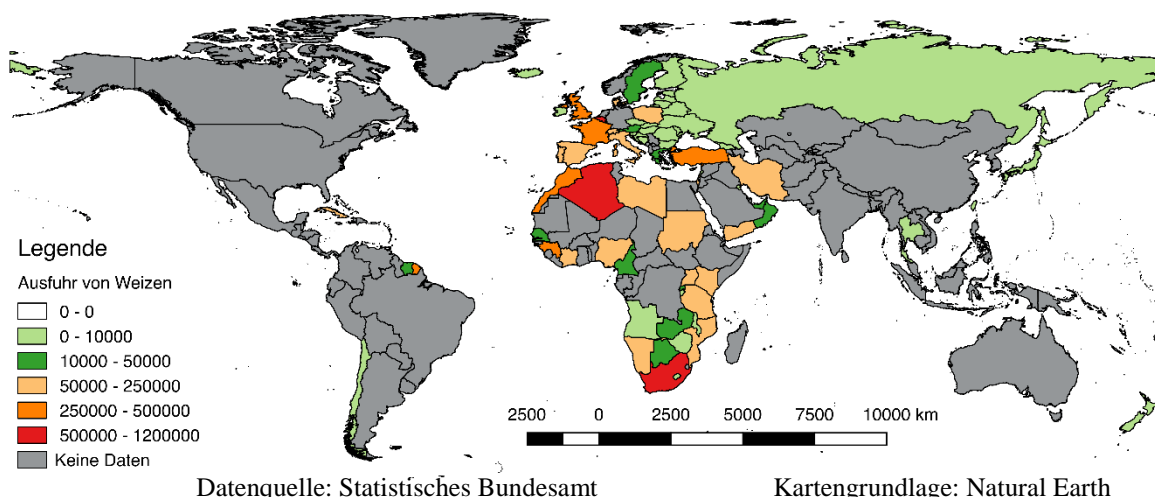 Legende
Ausfuhr von Weizen
0 - 0
0 - 10000
10000 - 50000
50000 - 250000
250000 - 500000
500000 - 1200000
Keine Daten
2500 0 2500 5000 7500 10000 km
Datenquelle: Statistisches Bundesamt Kartengrundlage: Natural Earth